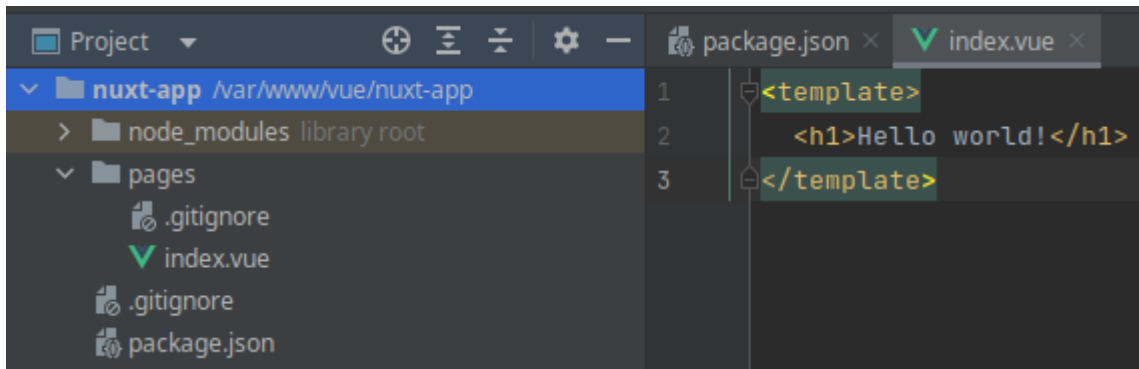 Project
nuxt-app /var/www/vue/nuxt-app
node_modules library root
pages
.gitignore
index.vue
.gitignore
package.json
package.json index.vue
1 <template>
2 <h1>Hello world!</h1>
3 </template>